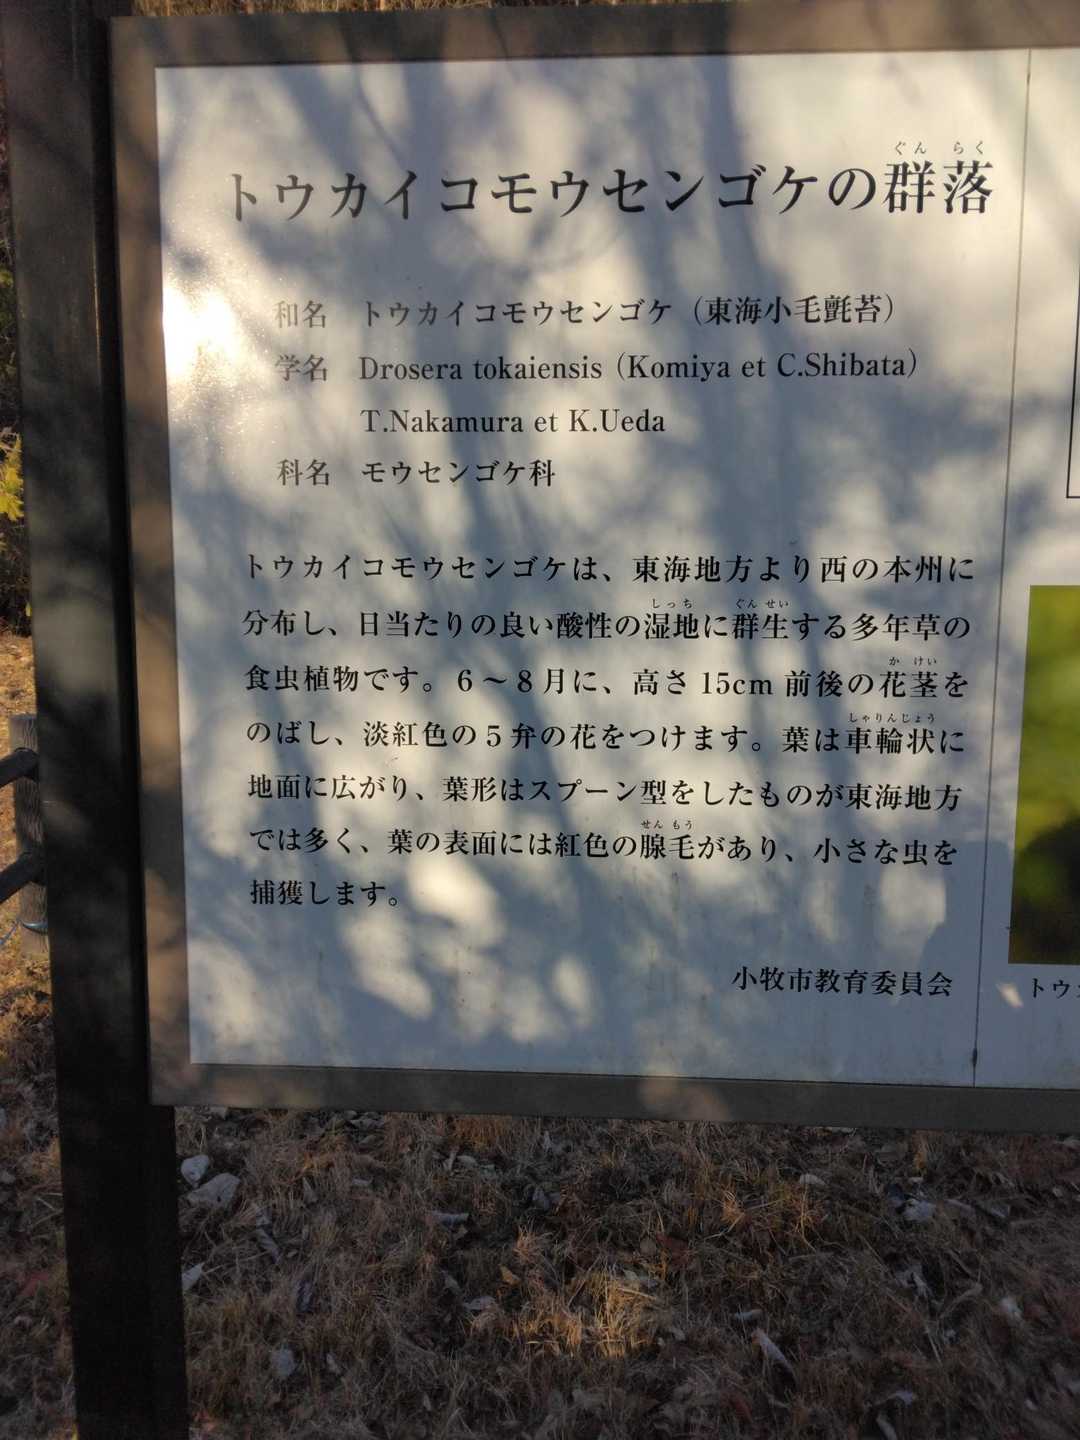 トウカイコモウセンゴケの群落
和名 トウカイコモウセンゴケ（東海小毛氈苔）
学名 Drosera tokaiensis（Komiya et C.Shibata）
T.Nakamura et K.Ueda
科名 モウセンゴケ科
トウカイコモウセンゴケは、東海地方より西の本州に
分布し、日当たりの良い酸性の湿地に群生する多年草の
食虫植物です。６～８月に、高さ 15cm 前後の花茎を
のばし、淡紅色の５弁の花をつけます。葉は車輪状に
地面に広がり、葉形はスプーン型をしたものが東海地方
では多く、葉の表面には紅色の腺毛があり、小さな虫を
捕獲します。
小牧市教育委員会
トウ